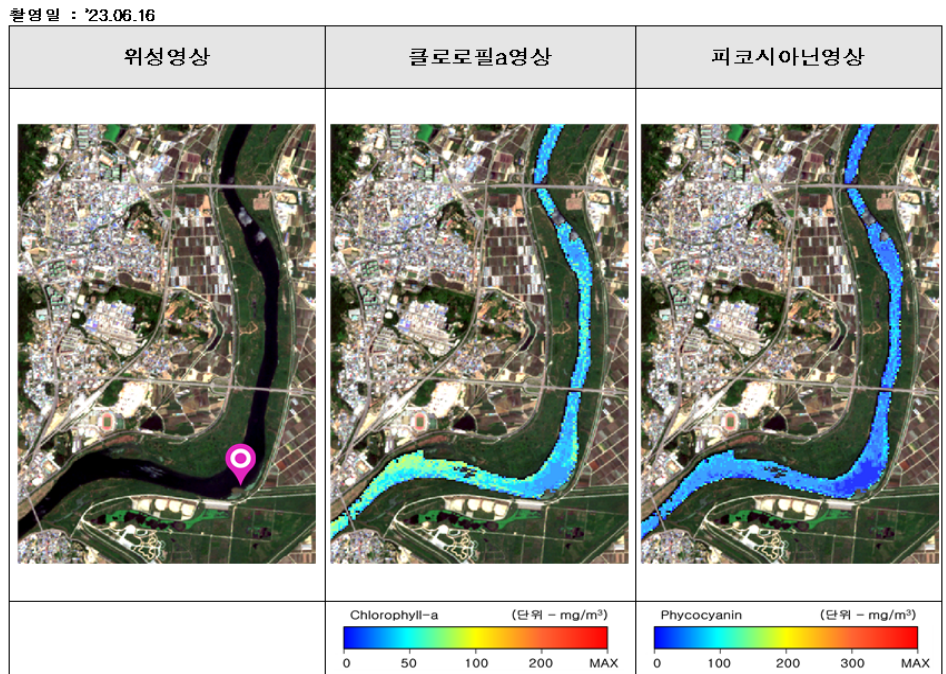 촬영일 : '23.06.16
위성영상
클로로필a영상
피코시아닌영상
Chlorophyll-a (단위 - mg/m³)
0 50 100 200 MAX
Phycocyanin (단위 - mg/m³)
0 100 200 300 MAX